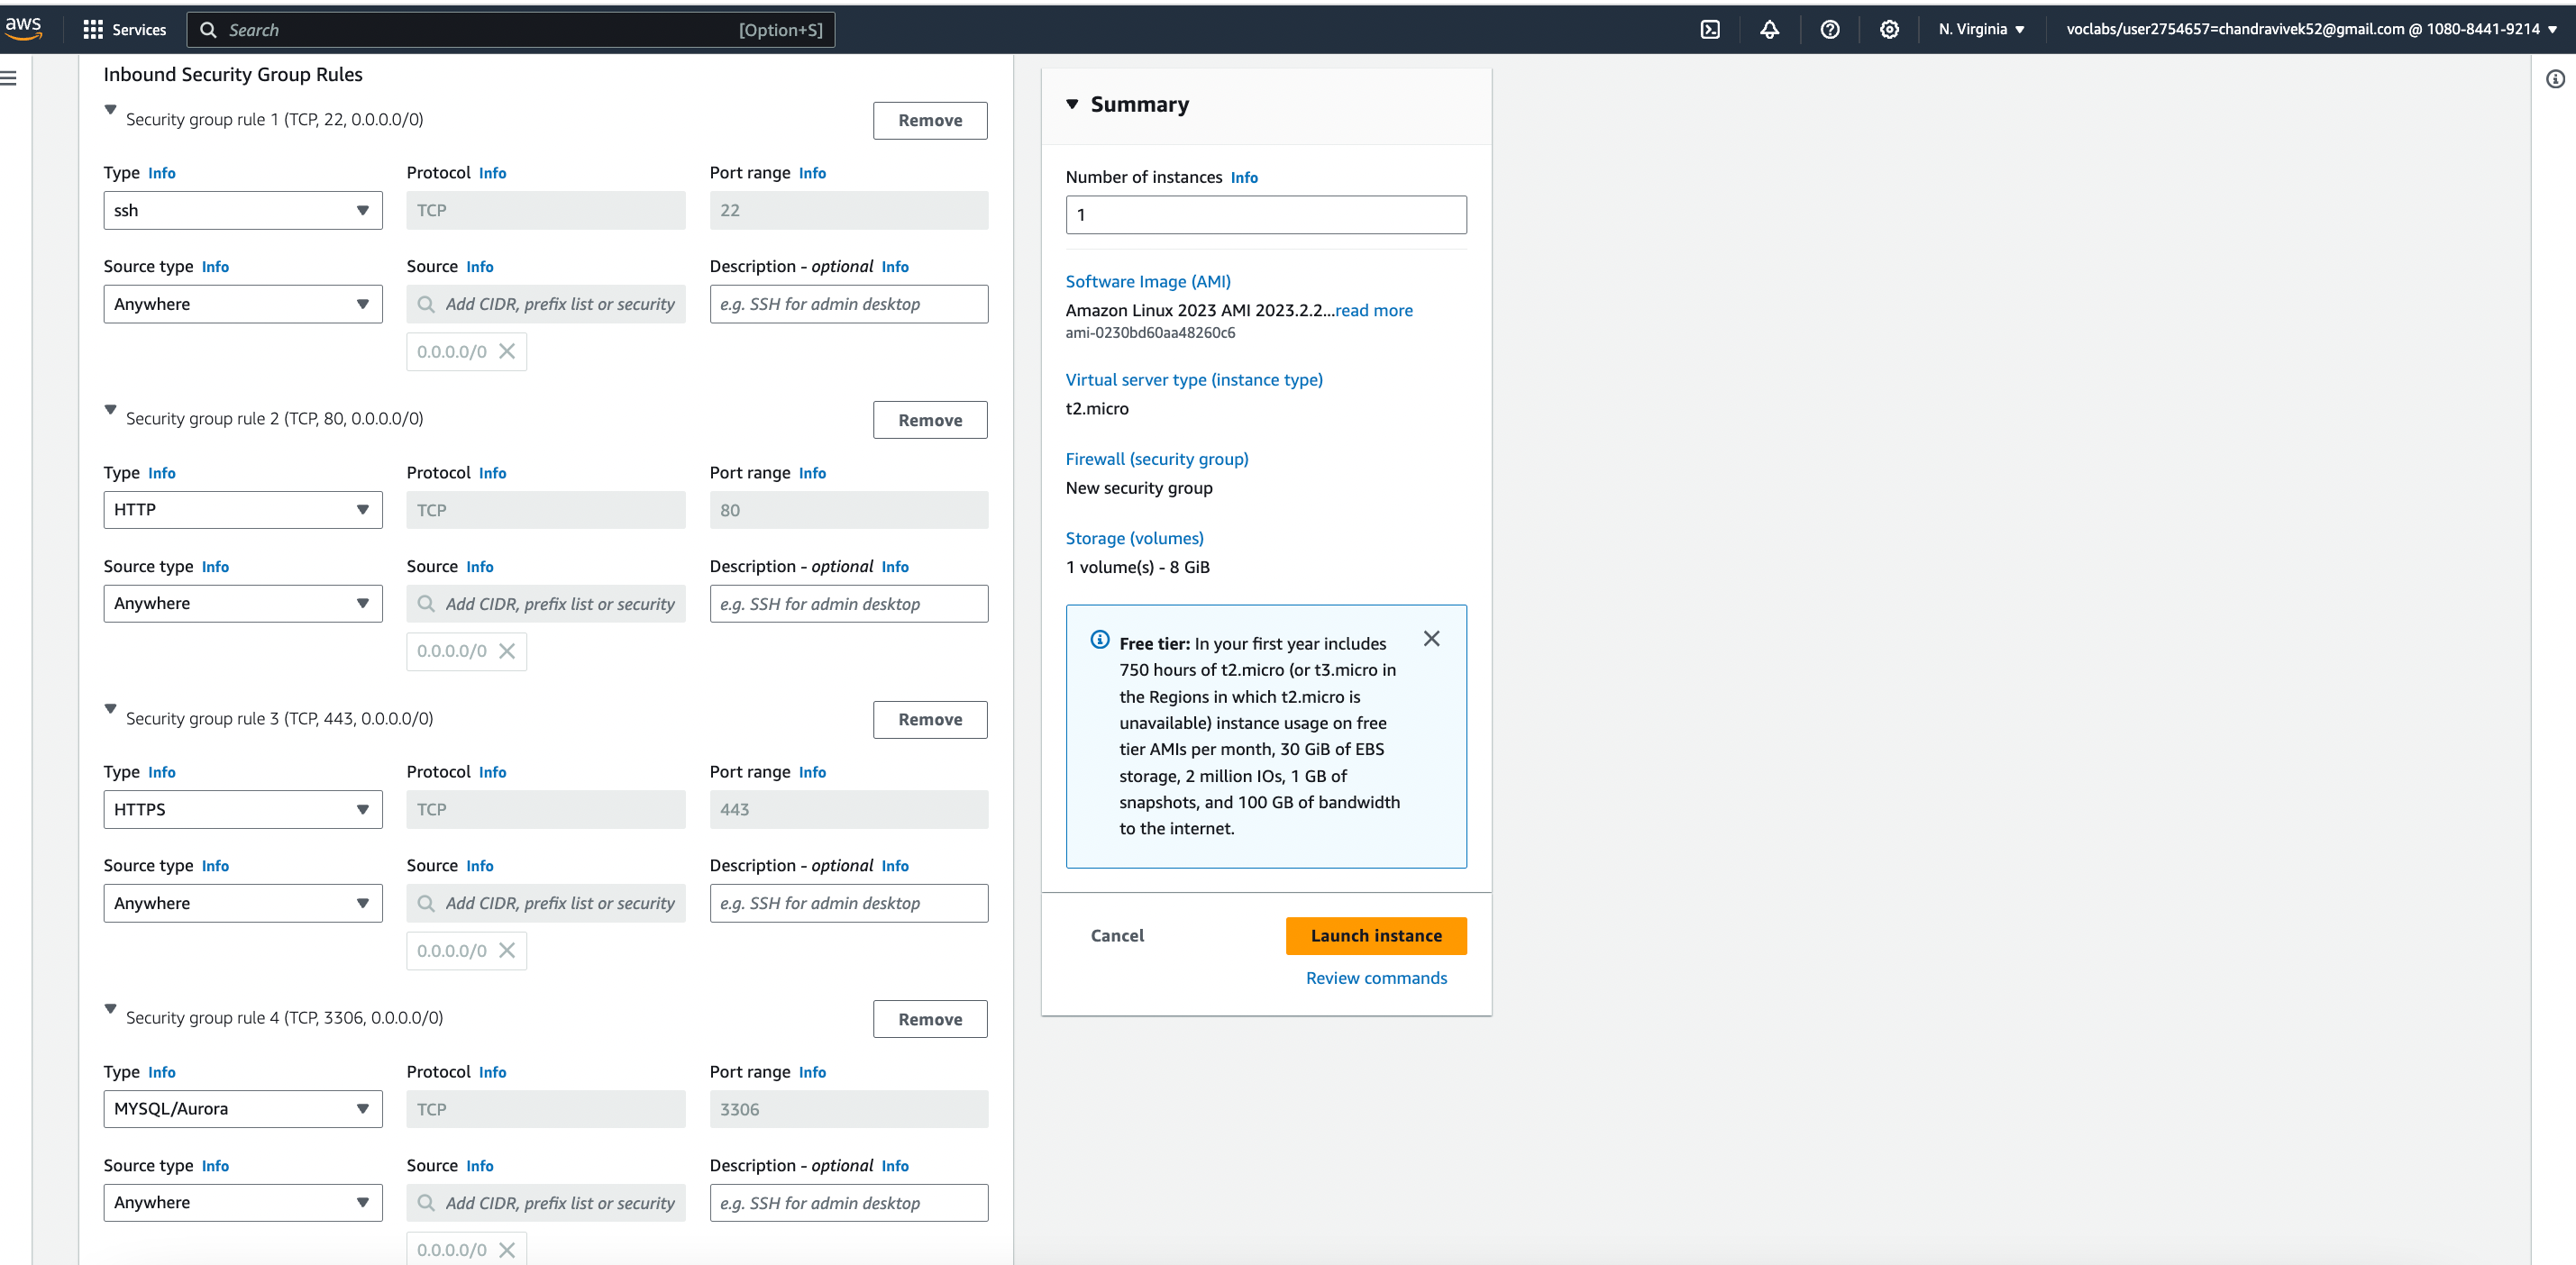 aws
Services
Search
[Option+S]
N. Virginia
voclabs/user2754657=chandravivek52@gmail.com @ 1080-8441-9214
Inbound Security Group Rules
Security group rule 1 (TCP, 22, 0.0.0.0/0)
Remove
Type Info
Protocol Info
Port range Info
ssh
TCP
22
Source type Info
Source Info
Description - optional Info
Anywhere
Add CIDR, prefix list or security
e.g. SSH for admin desktop
0.0.0.0/0
Security group rule 2 (TCP, 80, 0.0.0.0/0)
Remove
Type Info
Protocol Info
Port range Info
HTTP
TCP
80
Source type Info
Source Info
Description - optional Info
Anywhere
Add CIDR, prefix list or security
e.g. SSH for admin desktop
0.0.0.0/0
Security group rule 3 (TCP, 443, 0.0.0.0/0)
Remove
Type Info
Protocol Info
Port range Info
HTTPS
TCP
443
Source type Info
Source Info
Description - optional Info
Anywhere
Add CIDR, prefix list or security
e.g. SSH for admin desktop
0.0.0.0/0
Security group rule 4 (TCP, 3306, 0.0.0.0/0)
Remove
Type Info
Protocol Info
Port range Info
MYSQL/Aurora
TCP
3306
Source type Info
Source Info
Description - optional Info
Anywhere
Add CIDR, prefix list or security
e.g. SSH for admin desktop
0.0.0.0/0
Summary
Number of instances Info
1
Software Image (AMI)
Amazon Linux 2023 AMI 2023.2.2...read more
ami-0230bd60aa48260c6
Virtual server type (instance type)
t2.micro
Firewall (security group)
New security group
Storage (volumes)
1 volume(s) - 8 GiB
Free tier: In your first year includes
750 hours of t2.micro (or t3.micro in
the Regions in which t2.micro is
unavailable) instance usage on free
tier AMIs per month, 30 GiB of EBS
storage, 2 million IOs, 1 GB of
snapshots, and 100 GB of bandwidth
to the internet.
Cancel
Launch instance
Review commands